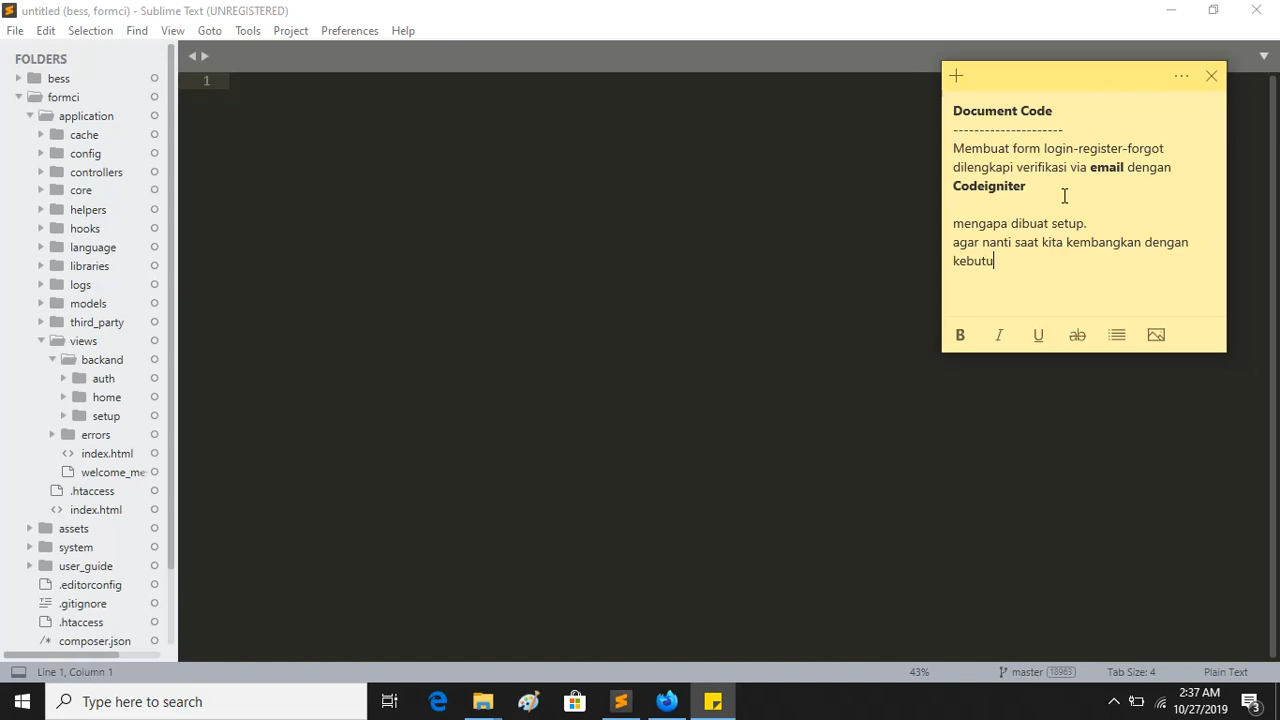 untitled (bess, formci) - Sublime Text (UNREGISTERED)
File Edit Selection Find View Goto Tools Project Preferences Help
FOLDERS
bess
formci
application
cache
config
controllers
core
helpers
hooks
language
libraries
logs
models
third_party
views
backand
auth
home
setup
errors
<> index.html
welcome_me
.htaccess
<> index.html
assets
system
user_guide
.editorconfig
.gitignore
.htaccess
/* composer.json
1
Document Code
---------------------
Membuat form login-register-forgot
dilengkapi verifikasi via email dengan
Codeigniter
mengapa dibuat setup.
agar nanti saat kita kembangkan dengan
kebutu
B I U ab
Line 1, Column 1 43% master 18963 Tab Size: 4 Plain Text
Type here to search
2:37 AM
10/27/2019
3